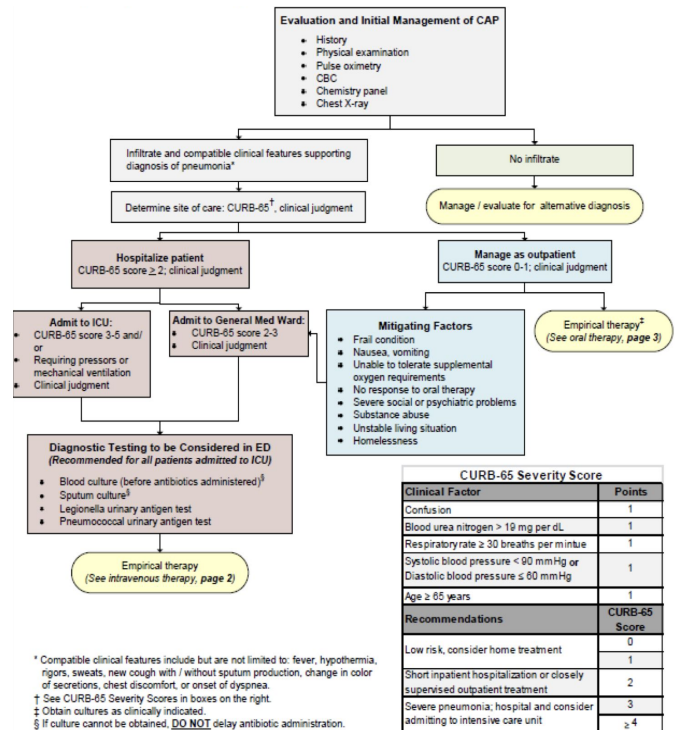 Evaluation and Initial Management of CAP
History
Physical examination
Pulse oximetry
CBC
Chemistry panel
Chest X-ray
Infiltrate and compatible clinical features supporting
diagnosis of pneumonia*
No infiltrate
Determine site of care: CURB-65†, clinical judgment
Manage / evaluate for alternative diagnosis
Hospitalize patient
CURB-65 score ≥ 2; clinical judgment
Manage as outpatient
CURB-65 score 0-1; clinical judgment
Admit to ICU:
CURB-65 score 3-5 and/
or
Requiring pressors or
mechanical ventilation
Clinical judgment
Admit to General Med Ward:
CURB-65 score 2-3
Clinical judgment
Mitigating Factors
Frail condition
Nausea, vomiting
Unable to tolerate supplemental
oxygen requirements
No response to oral therapy
Severe social or psychiatric problems
Substance abuse
Unstable living situation
Homelessness
Empirical therapy‡
(See oral therapy, page 3)
Diagnostic Testing to be Considered in ED
(Recommended for all patients admitted to ICU)
Blood culture (before antibiotics administered)§
Sputum culture§
Legionella urinary antigen test
Pneumococcal urinary antigen test
Empirical therapy
(See intravenous therapy, page 2)
CURB-65 Severity Score
Clinical Factor Points
Confusion 1
Blood urea nitrogen > 19 mg per dL 1
Respiratory rate ≥ 30 breaths per mintue 1
Systolic blood pressure < 90 mmHg or
Diastolic blood pressure ≤ 60 mmHg 1
Age ≥ 65 years 1
Recommendations CURB-65 Score
Low risk, consider home treatment 0
1
Short inpatient hospitalization or closely
supervised outpatient treatment 2
Severe pneumonia; hospital and consider
admitting to intensive care unit 3
≥ 4
* Compatible clinical features include but are not limited to: fever, hypothermia,
rigors, sweats, new cough with / without sputum production, change in color
of secretions, chest discomfort, or onset of dyspnea.
† See CURB-65 Severity Scores in boxes on the right.
‡ Obtain cultures as clinically indicated.
§ If culture cannot be obtained, DO NOT delay antibiotic administration.